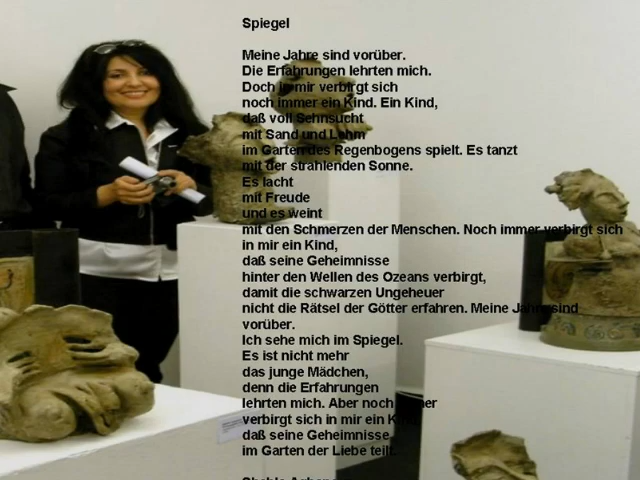 Spiegel
Meine Jahre sind vorüber.
Die Erfahrungen lehrten mich.
Doch in mir verbirgt sich
noch immer ein Kind. Ein Kind,
daß voll Sehnsucht
mit Sand und Lehm
im Garten des Regenbogens spielt. Es tanzt
mit der strahlenden Sonne.
Es lacht
mit Freude
und es weint
mit den Schmerzen der Menschen. Noch immer verbirgt sich
in mir ein Kind,
daß seine Geheimnisse
hinter den Wellen des Ozeans verbirgt,
damit die schwarzen Ungeheuer
nicht die Rätsel der Götter erfahren. Meine Jahre sind
vorüber.
Ich sehe mich im Spiegel.
Es ist nicht mehr
das junge Mädchen,
denn die Erfahrungen
lehrten mich. Aber noch immer
verbirgt sich in mir ein Kind,
daß seine Geheimnisse
im Garten der Liebe teilt.